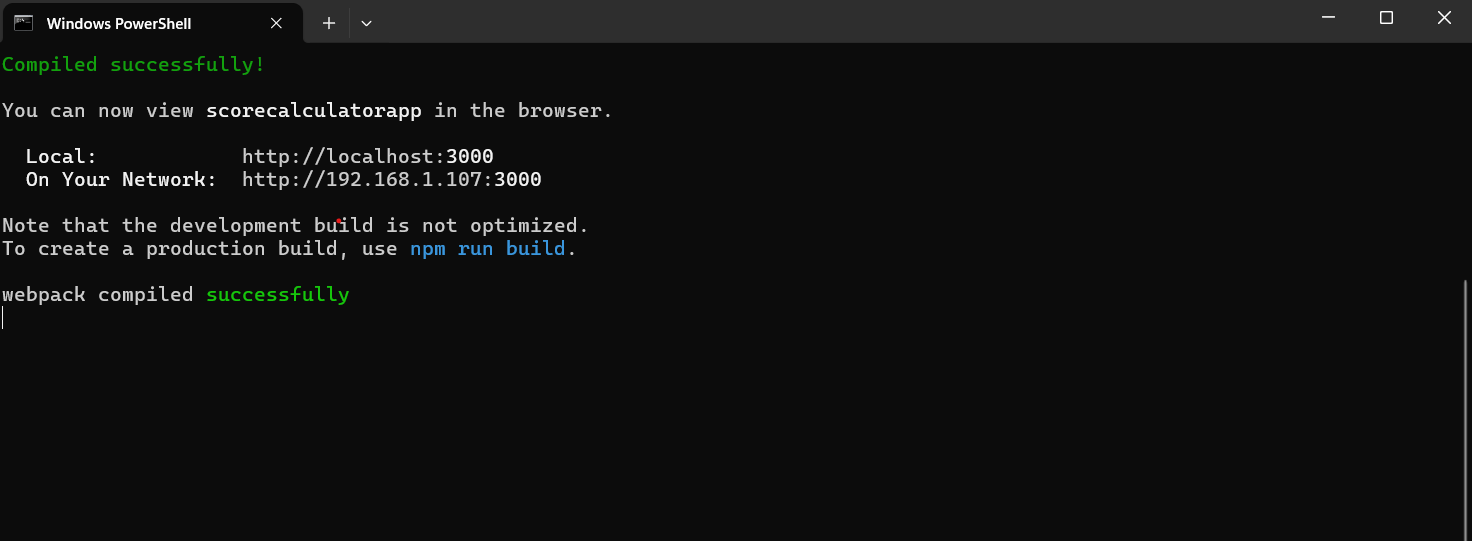 Windows PowerShell
Compiled successfully!
You can now view scorecalculatorapp in the browser.
Local: http://localhost:3000
On Your Network: http://192.168.1.107:3000
Note that the development build is not optimized.
To create a production build, use npm run build.
webpack compiled successfully